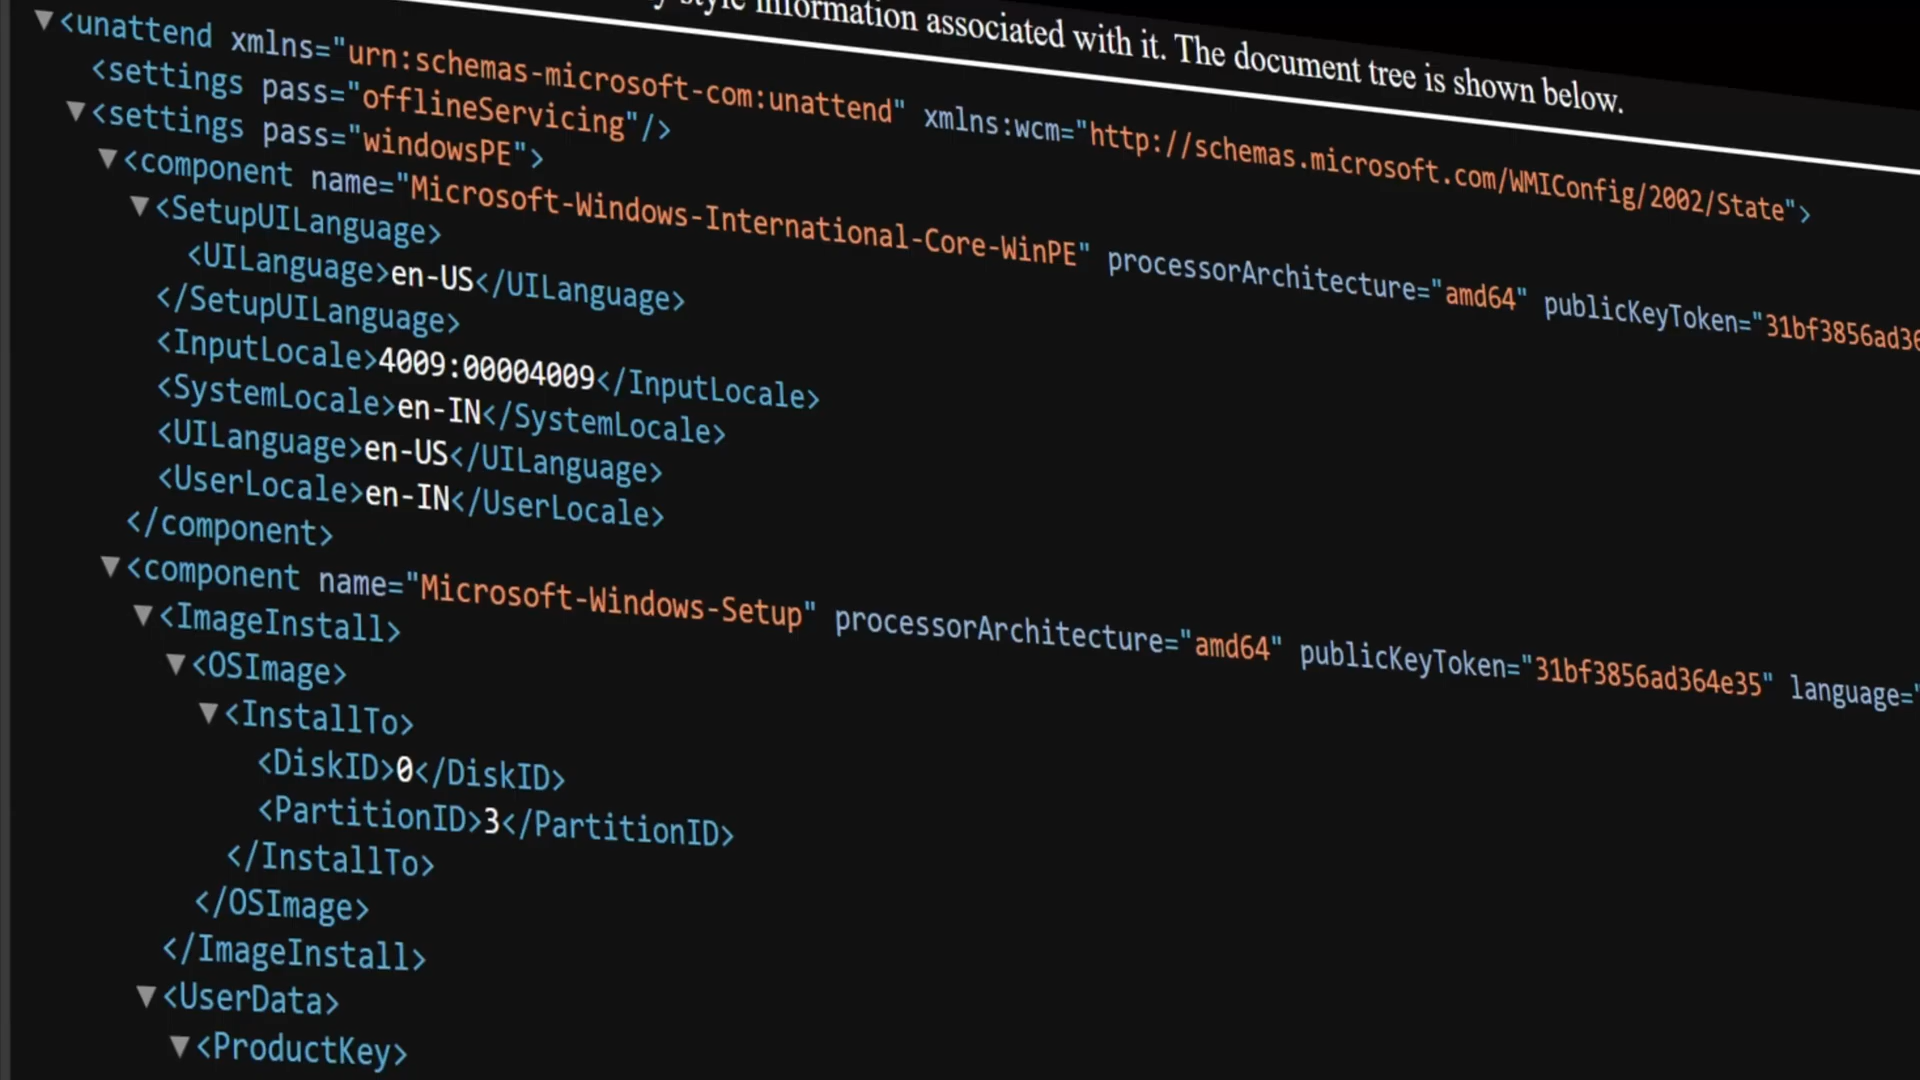 style information associated with it. The document tree is shown below.
▼<unattend xmlns="urn:schemas-microsoft-com:unattend" xmlns:wcm="http://schemas.microsoft.com/WMIConfig/2002/State">
<settings pass="offlineServicing"/>
▼<settings pass="windowsPE">
▼<component name="Microsoft-Windows-International-Core-WinPE" processorArchitecture="amd64" publicKeyToken="31bf3856ad36
▼<SetupUILanguage>
<UILanguage>en-US</UILanguage>
</SetupUILanguage>
<InputLocale>4009:00004009</InputLocale>
<SystemLocale>en-IN</SystemLocale>
<UILanguage>en-US</UILanguage>
<UserLocale>en-IN</UserLocale>
</component>
▼<component name="Microsoft-Windows-Setup" processorArchitecture="amd64" publicKeyToken="31bf3856ad364e35" language="
▼<ImageInstall>
▼<OSImage>
▼<InstallTo>
<DiskID>0</DiskID>
<PartitionID>3</PartitionID>
</InstallTo>
</OSImage>
</ImageInstall>
▼<UserData>
▼<ProductKey>